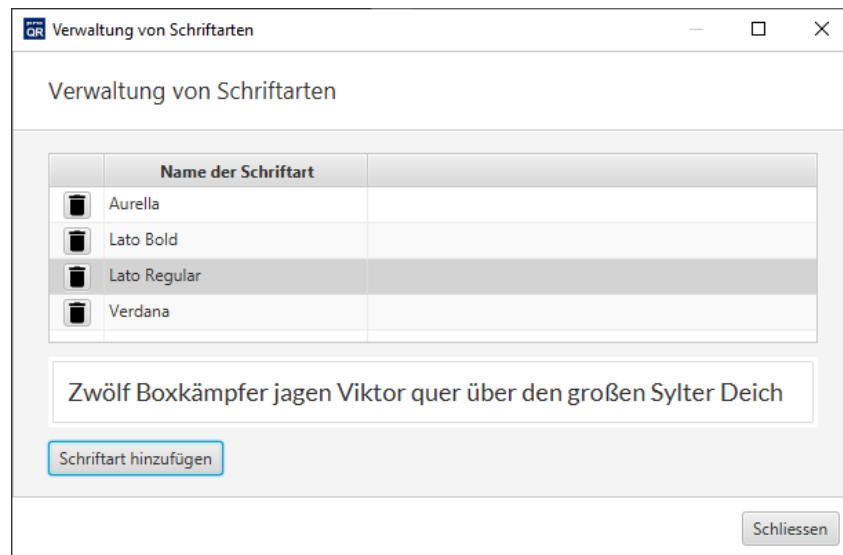 QR Verwaltung von Schriftarten
Verwaltung von Schriftarten
Name der Schriftart
Aurella
Lato Bold
Lato Regular
Verdana
Zwölf Boxkämpfer jagen Viktor quer über den großen Sylter Deich
Schriftart hinzufügen
Schliessen